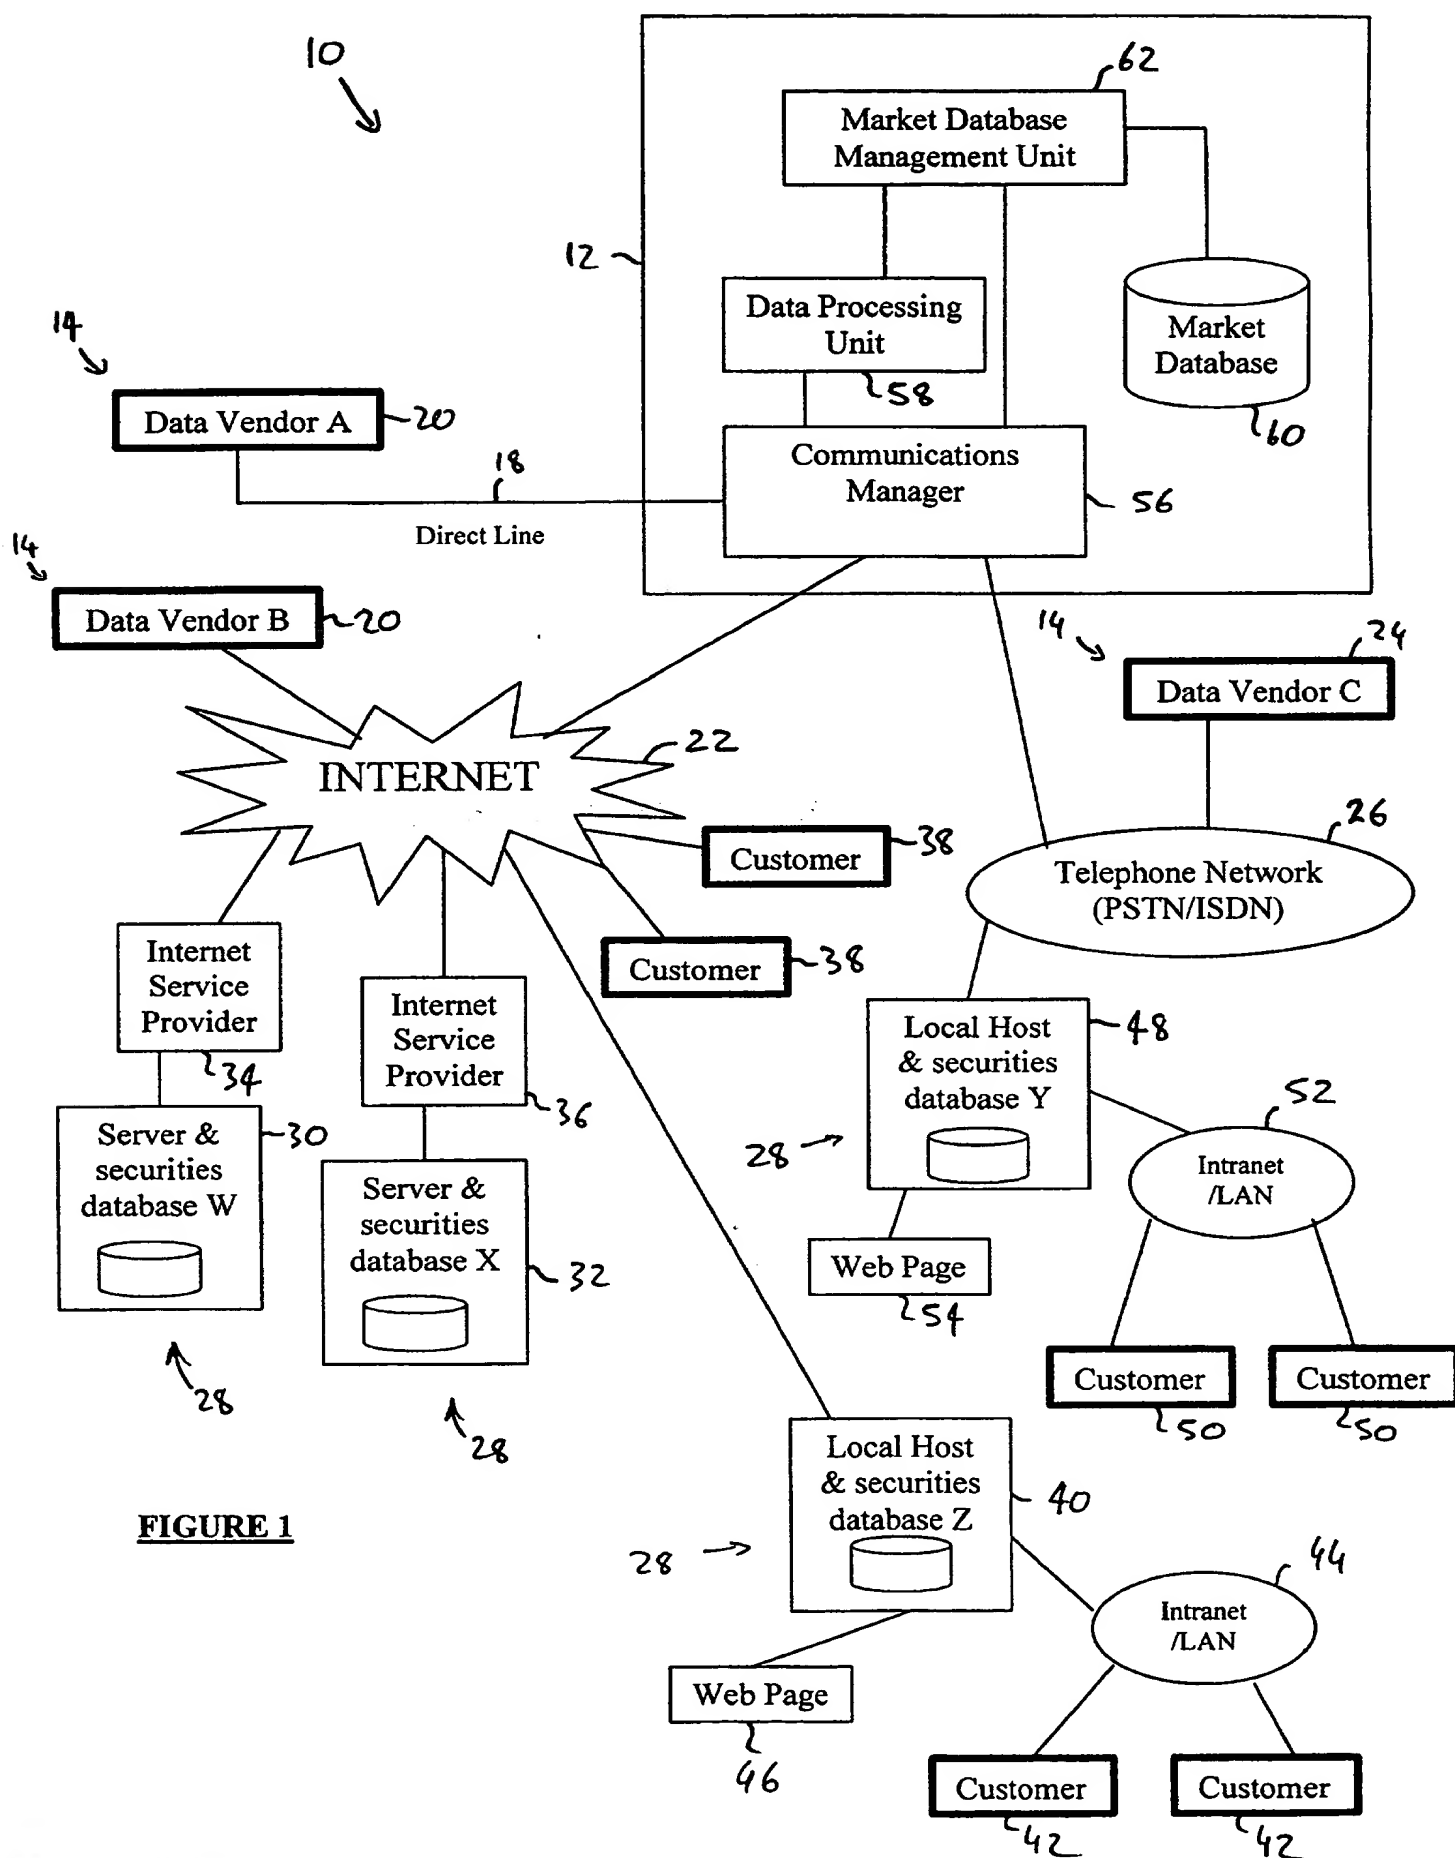 10
62
Market Database
Management Unit
12
Data Processing
Unit
58
Market
Database
60
14
Data Vendor A
20
18
Direct Line
Communications
Manager
56
14
Data Vendor B
20
14
24
Data Vendor C
INTERNET
22
26
Telephone Network
(PSTN/ISDN)
Customer
38
Customer
38
Internet
Service
Provider
34
Internet
Service
Provider
36
Server &
securities
database W
30
28
Server &
securities
database X
32
28
Local Host
& securities
database Y
48
28
Web Page
54
52
Intranet
/LAN
Customer
50
Customer
50
Local Host
& securities
database Z
40
28
Web Page
46
44
Intranet
/LAN
Customer
42
Customer
42
FIGURE 1